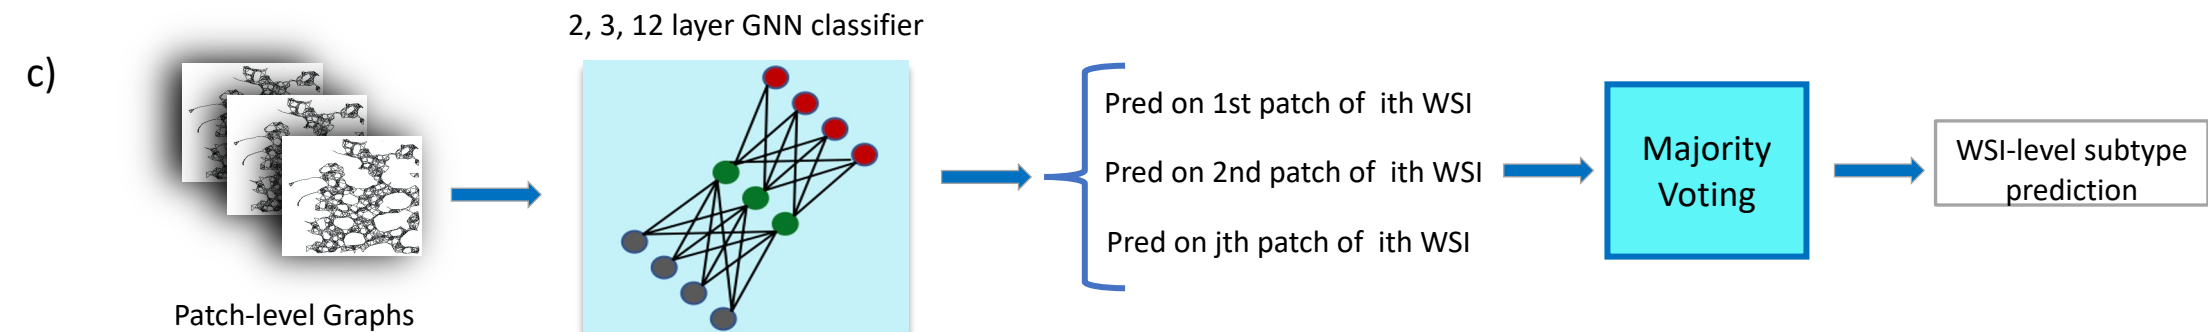 2, 3, 12 layer GNN classifier
c)
Pred on 1st patch of ith WSI
Pred on 2nd patch of ith WSI
Pred on jth patch of ith WSI
Majority
Voting
WSI-level subtype
prediction
Patch-level Graphs